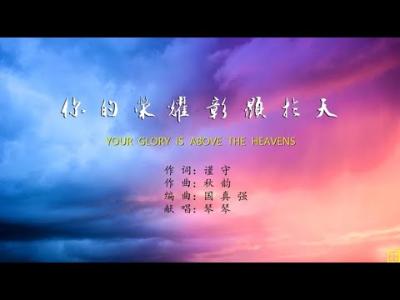 你的荣耀彰顯於天
YOUR GLORY IS ABOVE THE HEAVENS
作 词：谨 守
作 曲：秋 韵
编 曲：国 真 强
献 唱：琴 琴